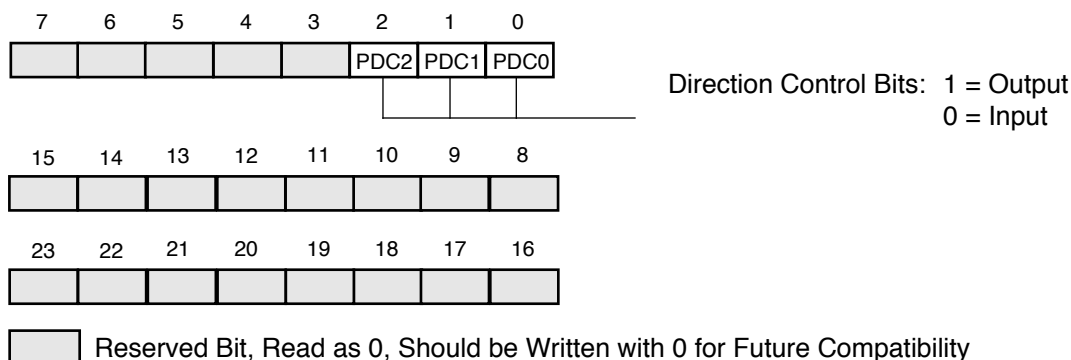 7 6 5 4 3 2 1 0
PDC2 PDC1 PDC0
Direction Control Bits: 1 = Output
0 = Input
15 14 13 12 11 10 9 8
23 22 21 20 19 18 17 16
Reserved Bit, Read as 0, Should be Written with 0 for Future Compatibility